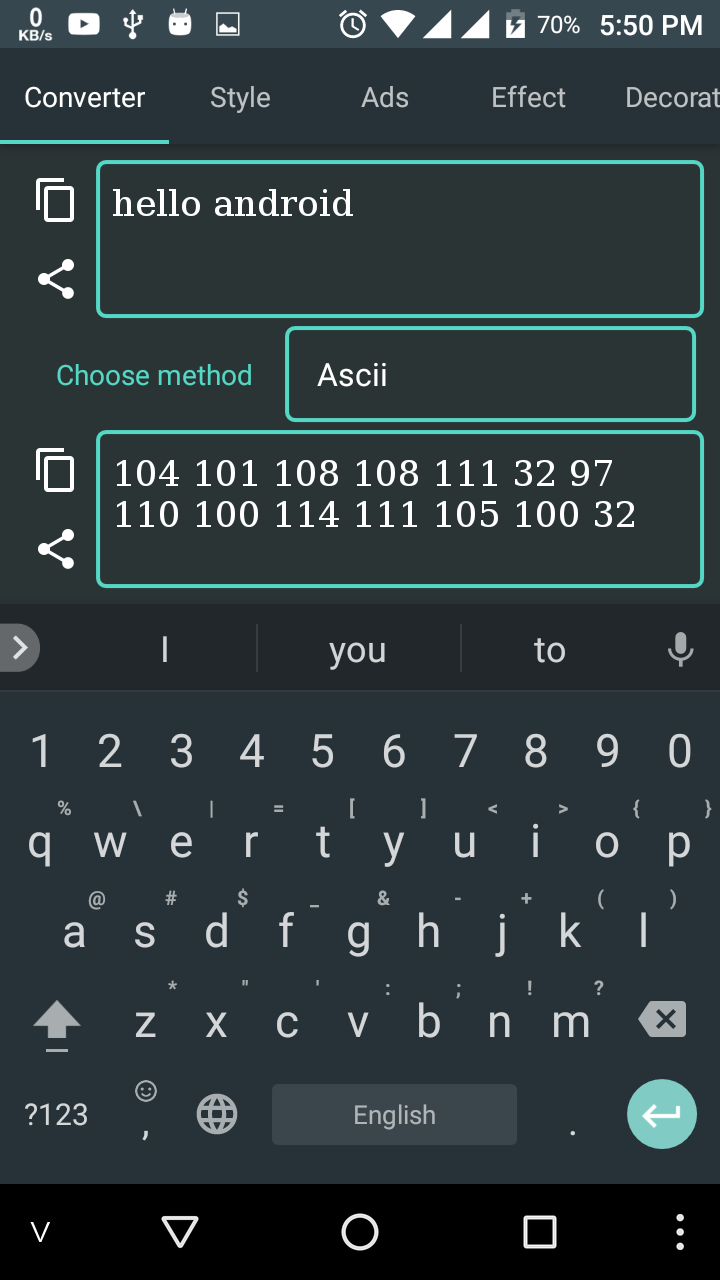 0
KB/s
70%
5:50 PM
Converter Style Ads Effect Decorat
hello android
Choose method
Ascii
104 101 108 108 111 32 97
110 100 114 111 105 100 32
I you to
1 2 3 4 5 6 7 8 9 0
% \ | = [ ] < > { }
q w e r t y u i o p
@ # $ _ & - + ( )
a s d f g h j k l
* " ' : ; ! ?
z x c v b n m
?123 , English .